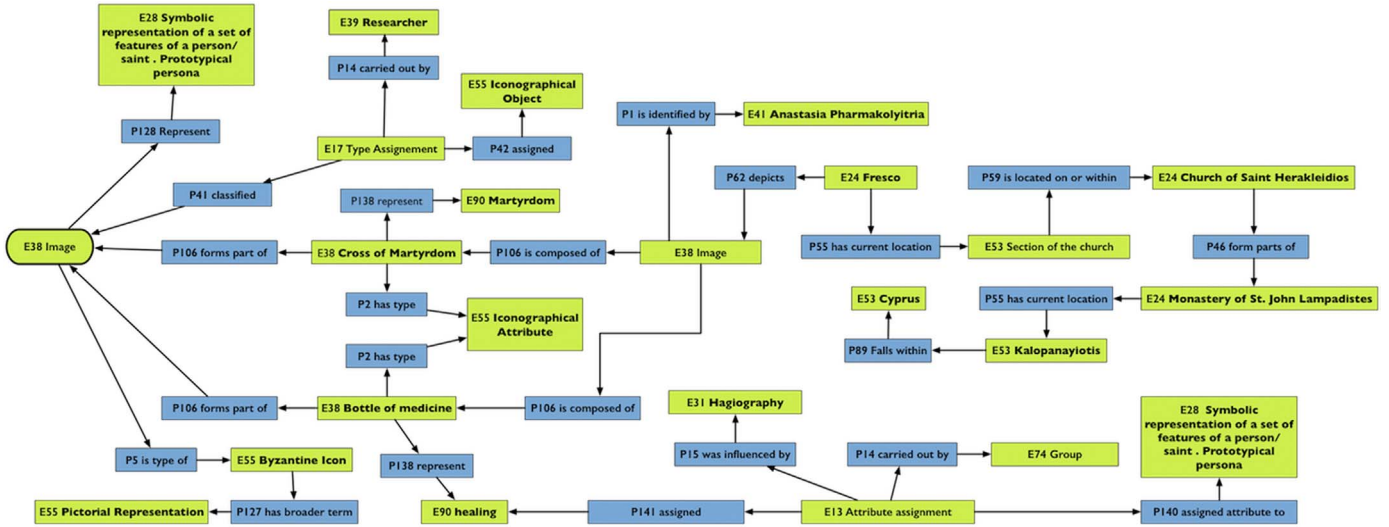 E28 Symbolic
representation of a set of
features of a person/
saint . Prototypical
persona
E39 Researcher
P14 carried out by
E55 Iconographical
Object
P128 Represent
E17 Type Assignement
P42 assigned
P1 is identified by
E41 Anastasia Pharmakolyitria
P41 classified
P138 represent
E90 Martyrdom
P62 depicts
E24 Fresco
P59 is located on or within
E24 Church of Saint Herakleidios
E38 Image
P106 forms part of
E38 Cross of Martyrdom
P106 is composed of
E38 Image
P55 has current location
E53 Section of the church
P46 form parts of
P2 has type
E55 Iconographical
Attribute
E53 Cyprus
P55 has current location
E24 Monastery of St. John Lampadistes
P2 has type
P89 Falls within
E53 Kalopanayiotis
P106 forms part of
E38 Bottle of medicine
P106 is composed of
E31 Hagiography
E28 Symbolic
representation of a set of
features of a person/
saint . Prototypical
persona
P5 is type of
E55 Byzantine Icon
P138 represent
P15 was influenced by
P14 carried out by
E74 Group
E55 Pictorial Representation
P127 has broader term
E90 healing
P141 assigned
E13 Attribute assignment
P140 assigned attribute to